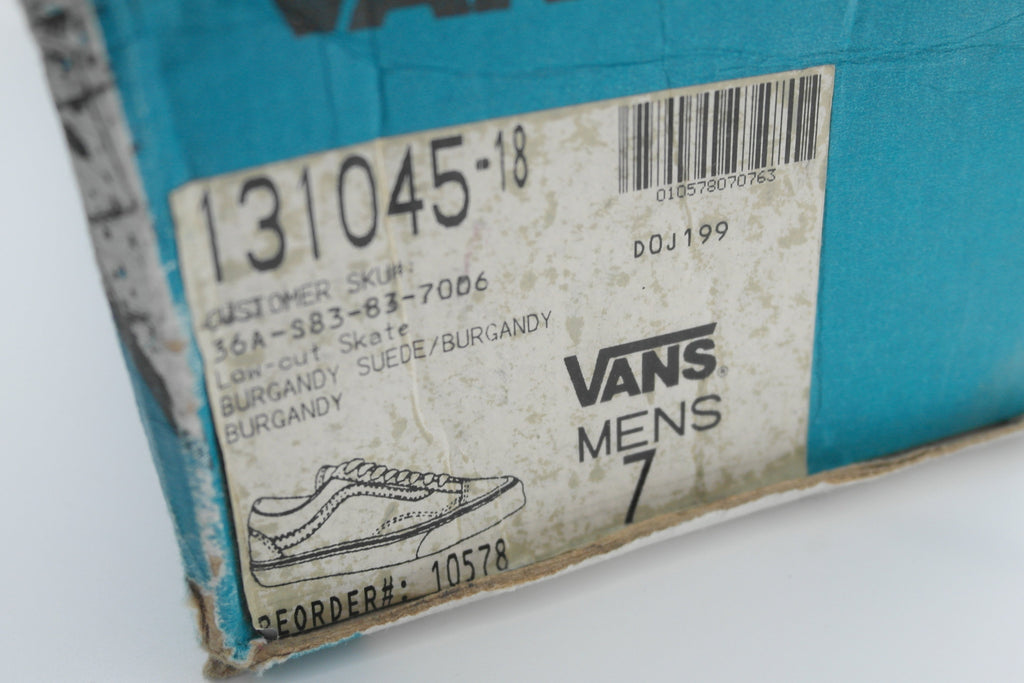 VANS
131045-18
010578070763
DOJ199
CUSTOMER SKU#:
36A-S83-83-7006
Low-cut Skate
BURGANDY SUEDE/BURGANDY
BURGANDY
VANS®
MENS
7
REORDER#: 10578